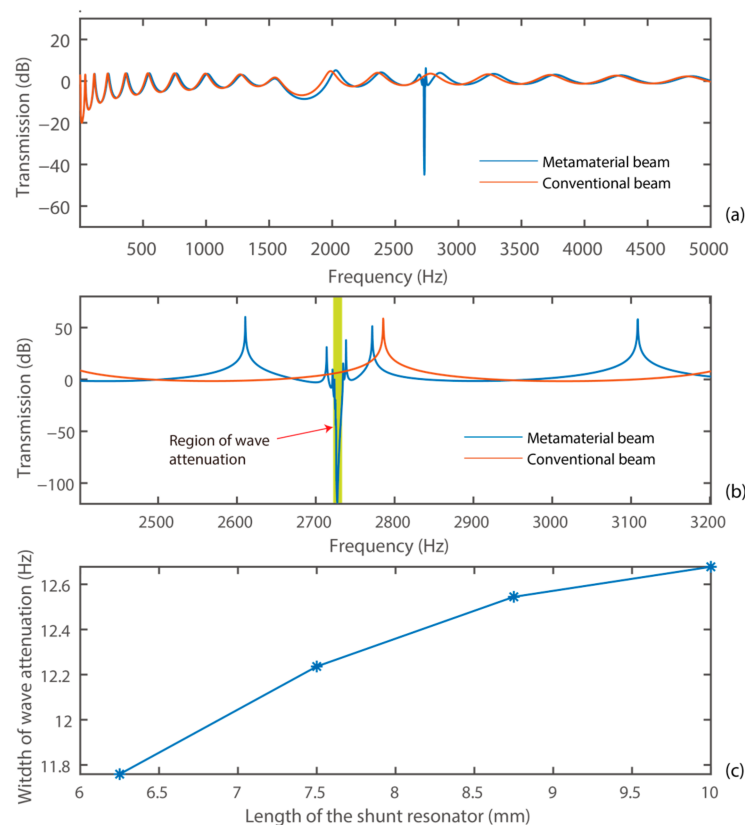 20
0
−20
−40
−60
Transmission (dB)
Metamaterial beam
Conventional beam
500 1000 1500 2000 2500 3000 3500 4000 4500 5000
Frequency (Hz)
(a)
50
0
−50
−100
Transmission (dB)
Region of wave
attenuation
Metamaterial beam
Conventional beam
2500 2600 2700 2800 2900 3000 3100 3200
Frequency (Hz)
(b)
12.6
12.4
12.2
12
11.8
Witdth of wave attenuation (Hz)
6 6.5 7 7.5 8 8.5 9 9.5 10
Length of the shunt resonator (mm)
(c)